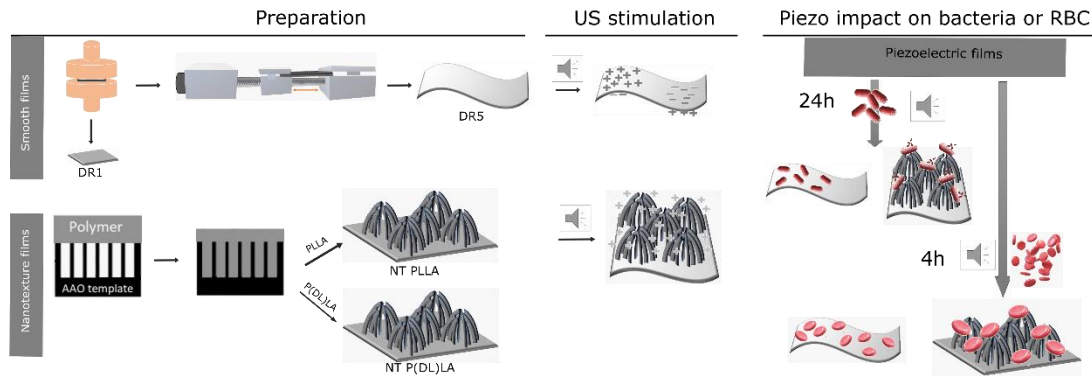 Preparation
US stimulation
Piezo impact on bacteria or RBC
Smooth films
DR1
DR5
Piezoelectric films
24h
Nanotexture films
Polymer
AAO template
PLLA
P(DL)LA
NT PLLA
NT P(DL)LA
4h